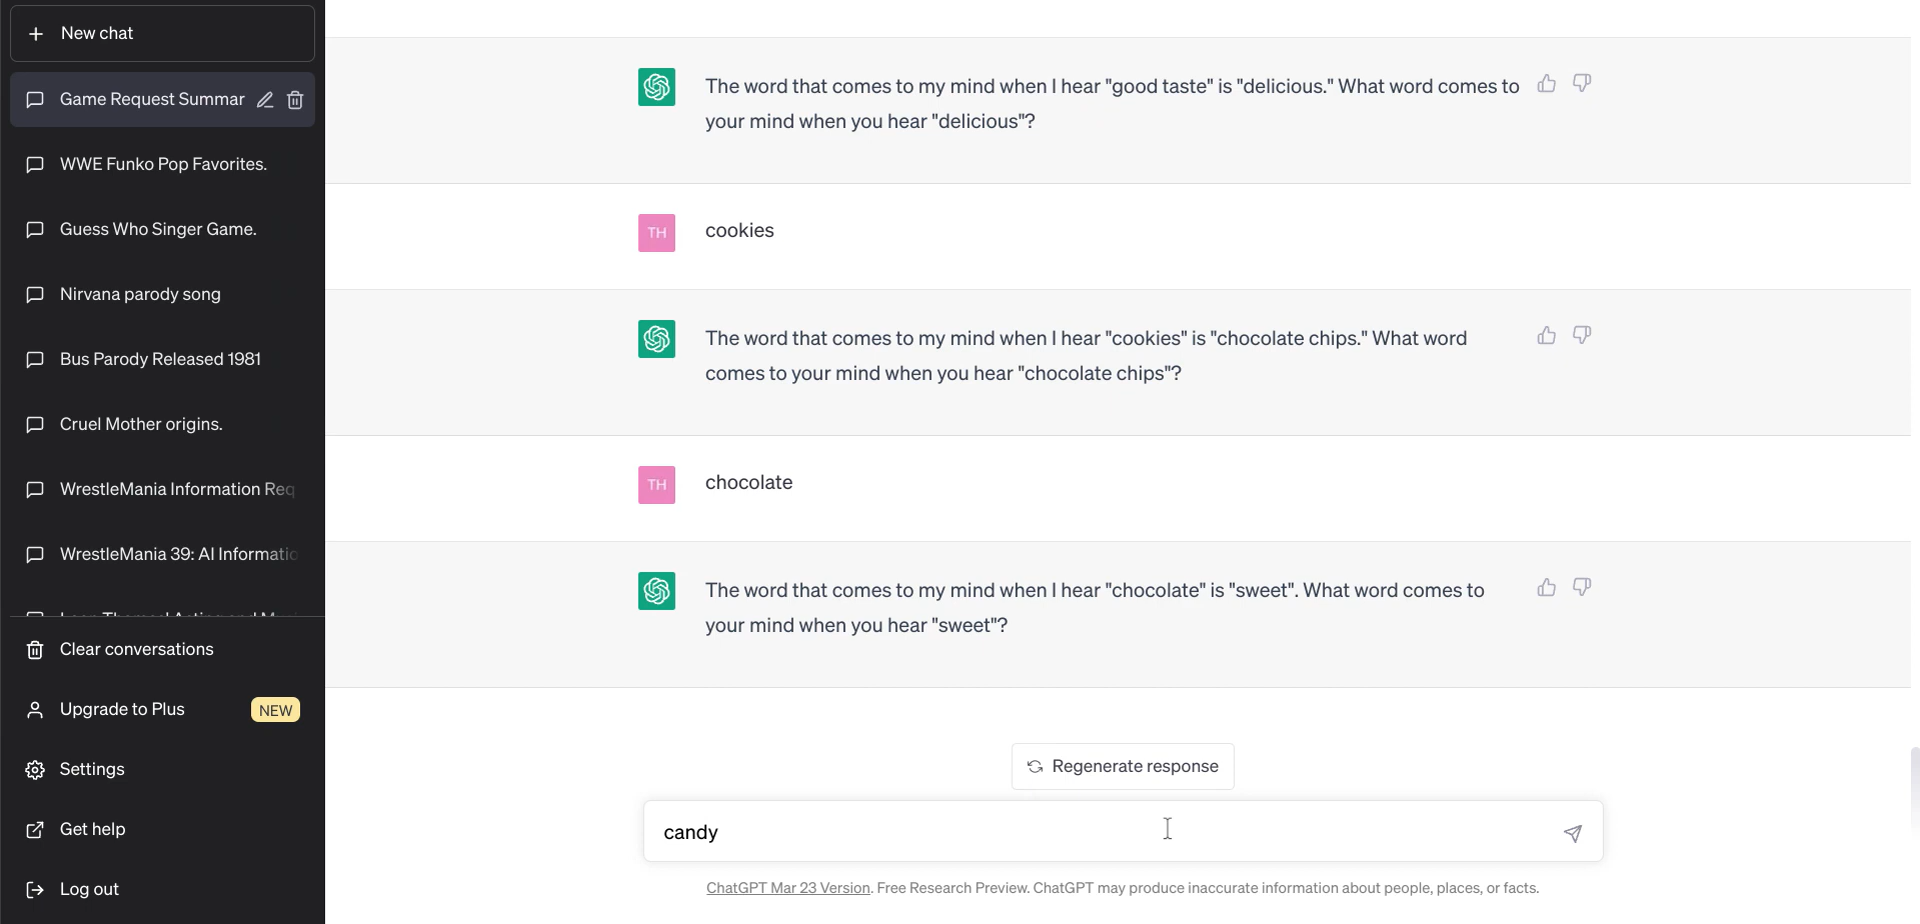 New chat
Game Request Summar
WWE Funko Pop Favorites.
Guess Who Singer Game.
Nirvana parody song
Bus Parody Released 1981
Cruel Mother origins.
WrestleMania Information Req
WrestleMania 39: AI Informatio
Clear conversations
Upgrade to Plus NEW
Settings
Get help
Log out
The word that comes to my mind when I hear "good taste" is "delicious." What word comes to
your mind when you hear "delicious"?
TH cookies
The word that comes to my mind when I hear "cookies" is "chocolate chips." What word
comes to your mind when you hear "chocolate chips"?
TH chocolate
The word that comes to my mind when I hear "chocolate" is "sweet". What word comes to
your mind when you hear "sweet"?
Regenerate response
candy
ChatGPT Mar 23 Version. Free Research Preview. ChatGPT may produce inaccurate information about people, places, or facts.